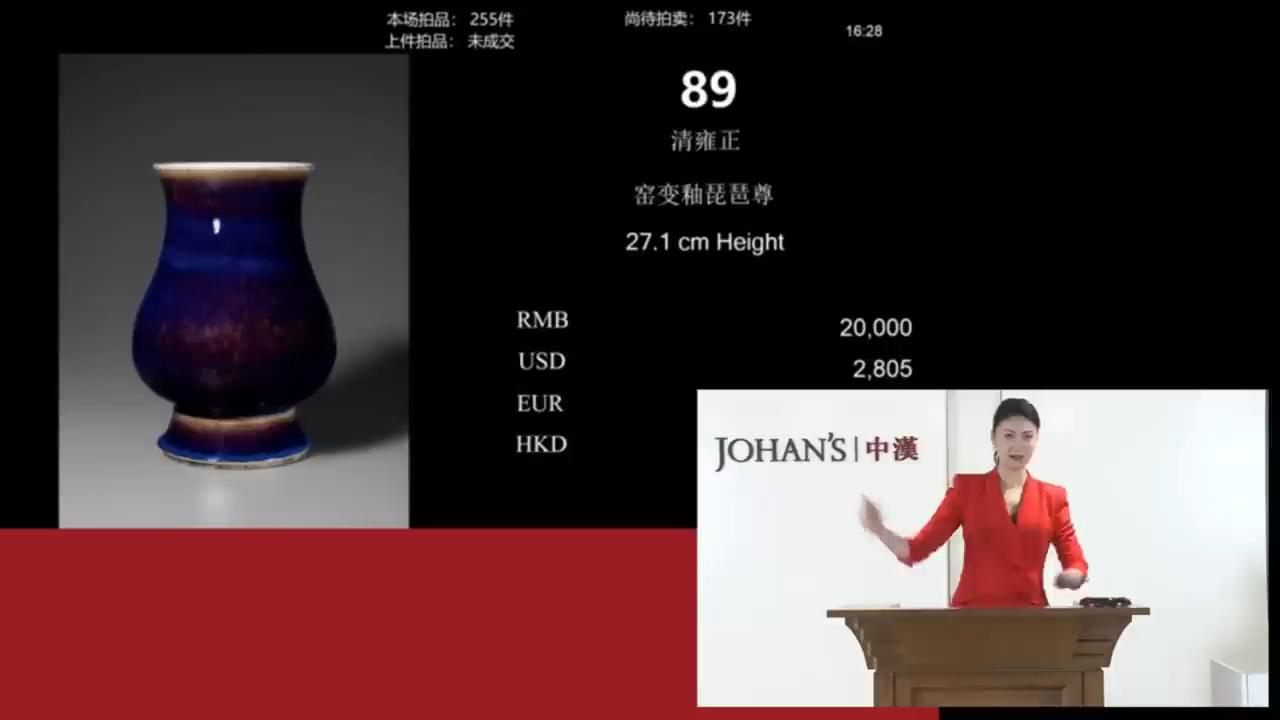 本场拍品： 255件
上件拍品： 未成交
尚待拍卖： 173件
16:28
89
清雍正
窑变釉琵琶尊
27.1 cm Height
RMB 20,000
USD 2,805
EUR
HKD
JOHAN'S | 中漢